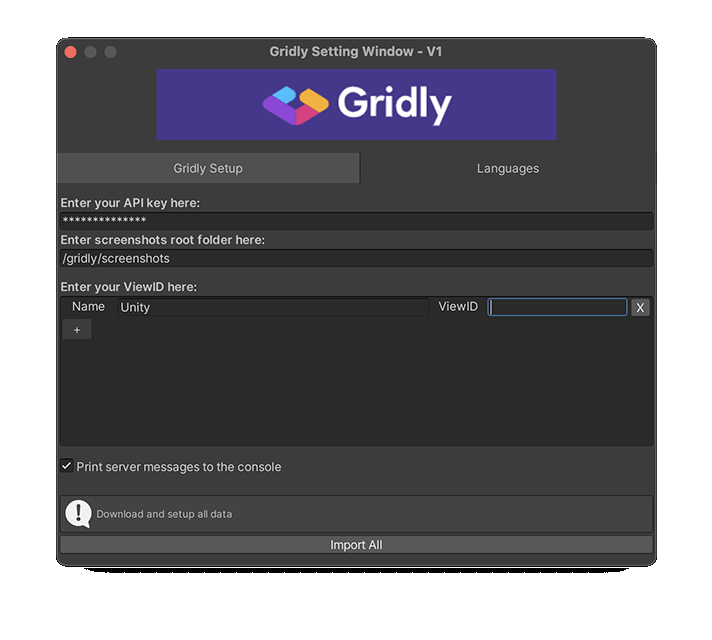 Gridly Setting Window - V1
Gridly
Gridly Setup Languages
Enter your API key here:
**************
Enter screenshots root folder here:
/gridly/screenshots
Enter your ViewID here:
Name Unity ViewID X
+
Print server messages to the console
Download and setup all data
Import All